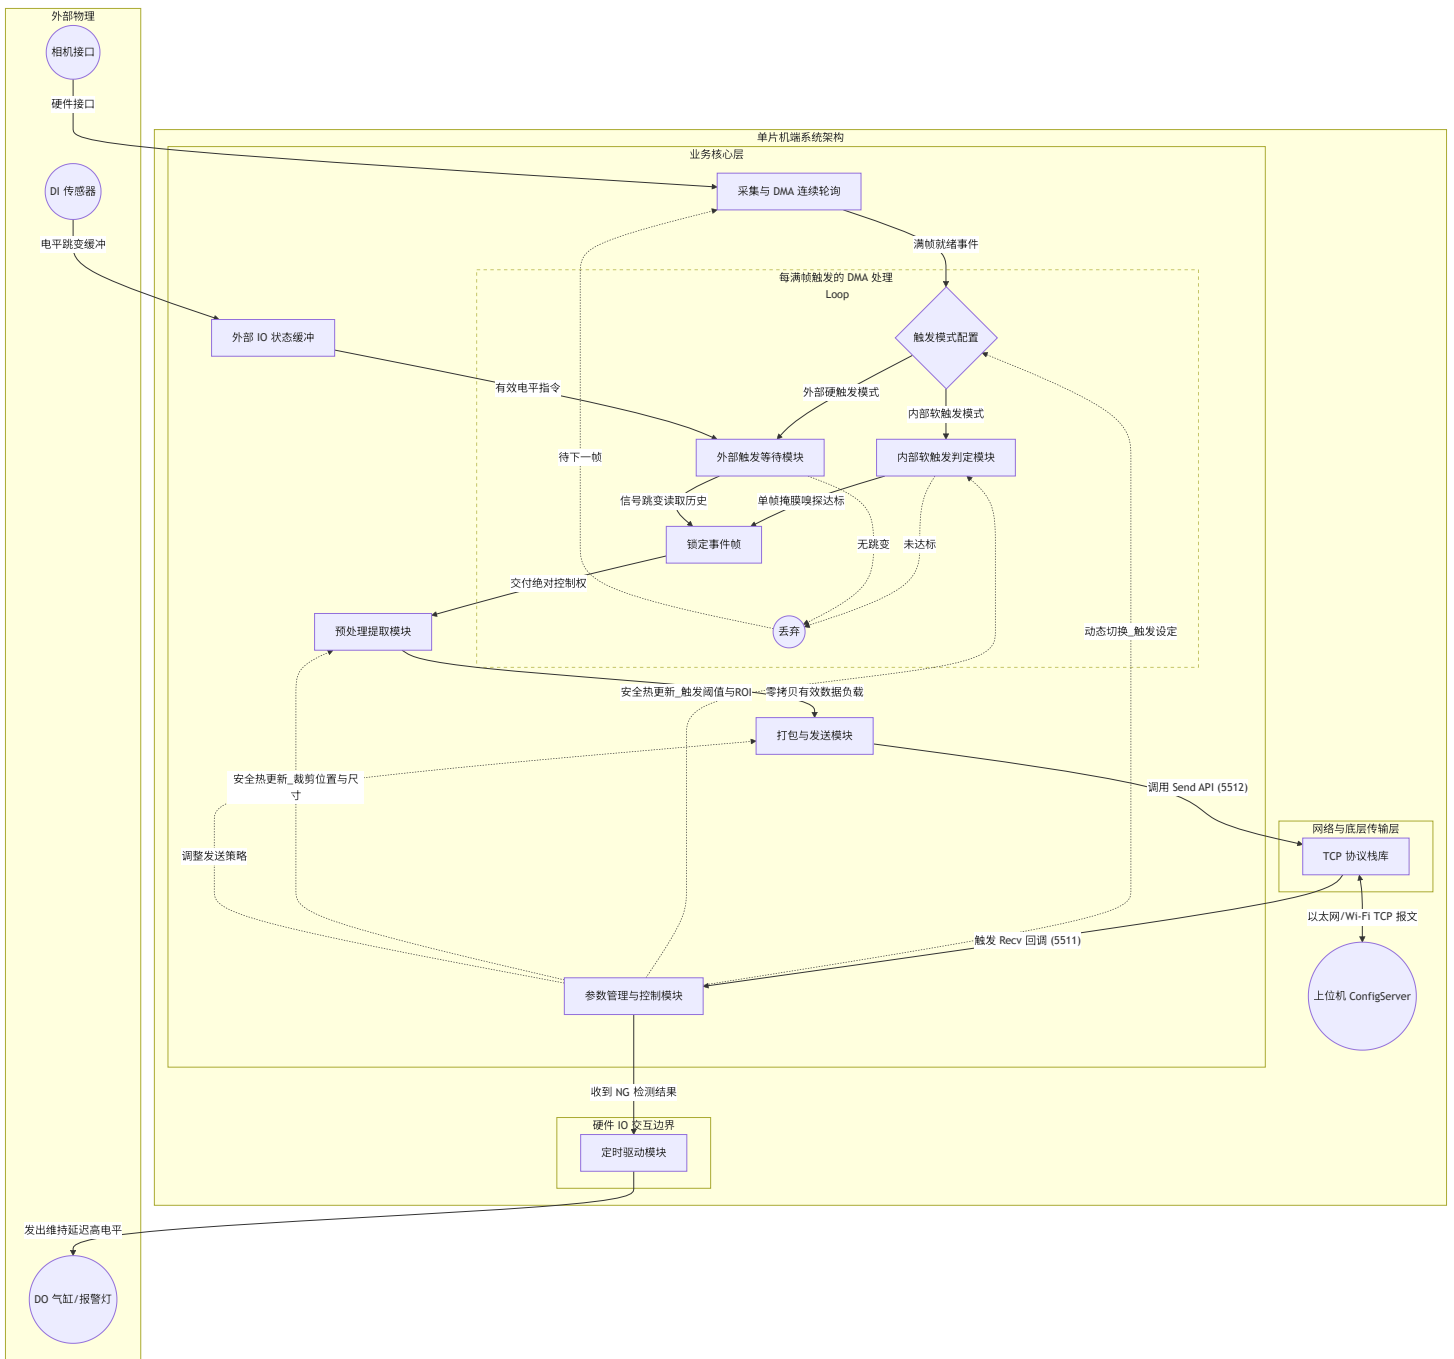 外部物理
相机接口
硬件接口
单片机端系统架构
业务核心层
DI 传感器
采集与 DMA 连续轮询
电平跳变缓冲
满帧就绪事件
每满帧触发的 DMA 处理
Loop
外部 IO 状态缓冲
触发模式配置
有效电平指令
外部硬触发模式
内部软触发模式
待下一帧
外部触发等待模块
内部软触发判定模块
信号跳变读取历史
单帧掩膜嗅探达标
锁定事件帧
无跳变
未达标
交付绝对控制权
预处理提取模块
丢弃
动态切换_触发设定
安全热更新_触发阈值与ROI
零拷贝有效数据负载
打包与发送模块
安全热更新_裁剪位置与尺
寸
调用 Send API (5512)
网络与底层传输层
TCP 协议栈库
调整发送策略
以太网/Wi-Fi TCP 报文
触发 Recv 回调 (5511)
参数管理与控制模块
上位机 ConfigServer
收到 NG 检测结果
硬件 IO 交互边界
定时驱动模块
发出维持延迟高电平
DO 气缸/报警灯